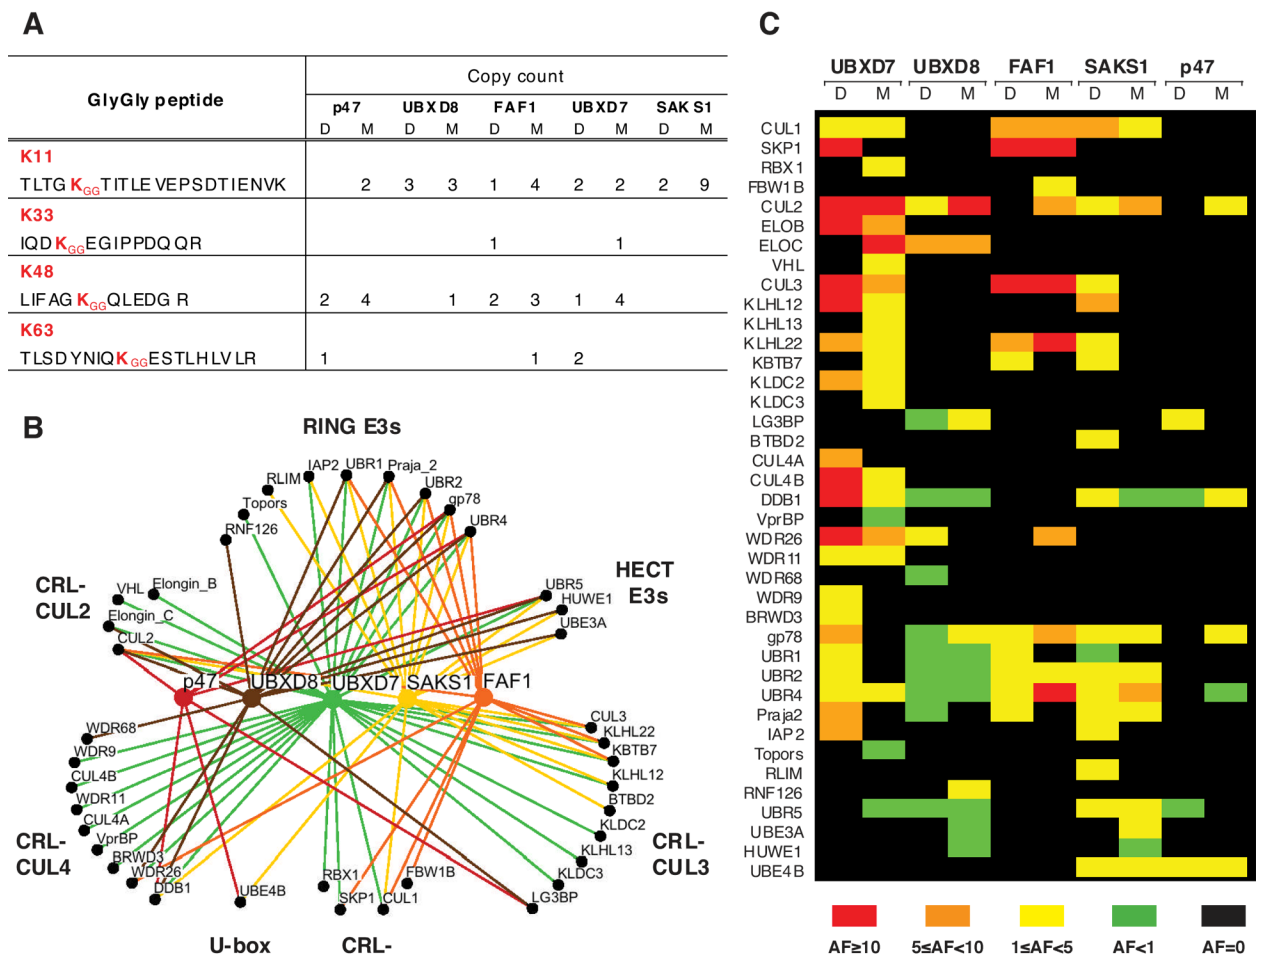 A
GlyGly peptide
Copy count
p47 UBXD8 FAF1 UBXD7 SAKS1
D M D M D M D M D M
K11
TLTGKGGTITLEVEPSDTIENVK 2 3 3 1 4 2 2 2 9
K33
IQDKGGEGIPPDQQR 1 1
K48
LIFAGKGGQLEDGR 2 4 1 2 3 1 4
K63
TLSDYNIQKGGESTLHLVLR 1 1 2
B
RING E3s
IAP2 UBR1 Praja_2
RLIM UBR2
Topors gp78
RNF126 UBR4
CRL-
CUL2
HECT
E3s
VHL Elongin_B
Elongin_C
CUL2
UBR5
HUWE1
UBE3A
p47 UBXD8 UBXD7 SAKS1 FAF1
WDR68
WDR9
CUL4B
WDR11
CUL4A
VprBP
BRWD3
WDR26
DDB1
CRL-
CUL4
CUL3
KLHL22
KBTB7
KLHL12
BTBD2
KLDC2
KLHL13
KLDC3
LG3BP
CRL-
CUL3
UBE4B
RBX1
SKP1
CUL1
FBW1B
U-box CRL-
C
UBXD7 UBXD8 FAF1 SAKS1 p47
D M D M D M D M D M
CUL1
SKP1
RBX1
FBW1B
CUL2
ELOB
ELOC
VHL
CUL3
KLHL12
KLHL13
KLHL22
KBTB7
KLDC2
KLDC3
LG3BP
BTBD2
CUL4A
CUL4B
DDB1
VprBP
WDR26
WDR11
WDR68
WDR9
BRWD3
gp78
UBR1
UBR2
UBR4
Praja2
IAP2
Topors
RLIM
RNF126
UBR5
UBE3A
HUWE1
UBE4B
AF≥10 5≤AF<10 1≤AF<5 AF<1 AF=0